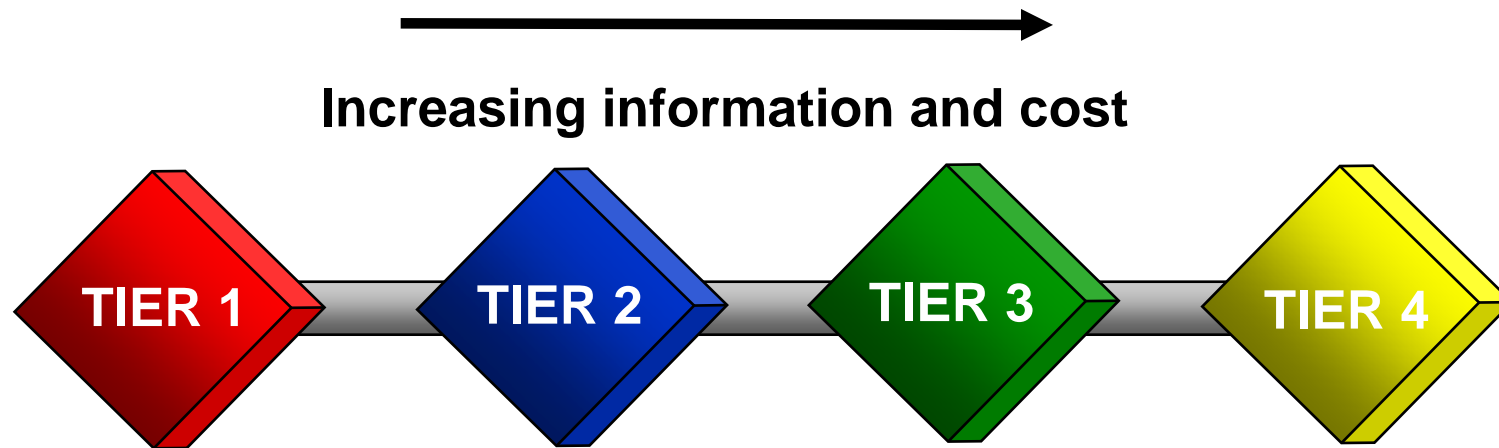 Increasing information and cost
TIER 1
TIER 2
TIER 3
TIER 4